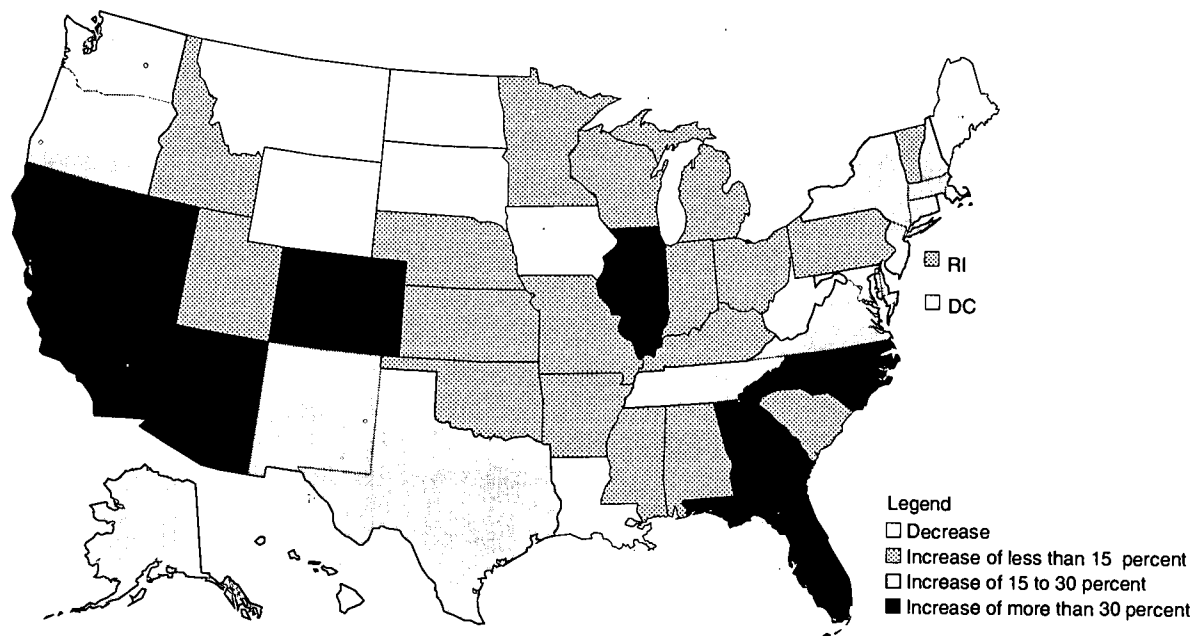 RI
DC
Legend
Decrease
Increase of less than 15 percent
Increase of 15 to 30 percent
Increase of more than 30 percent